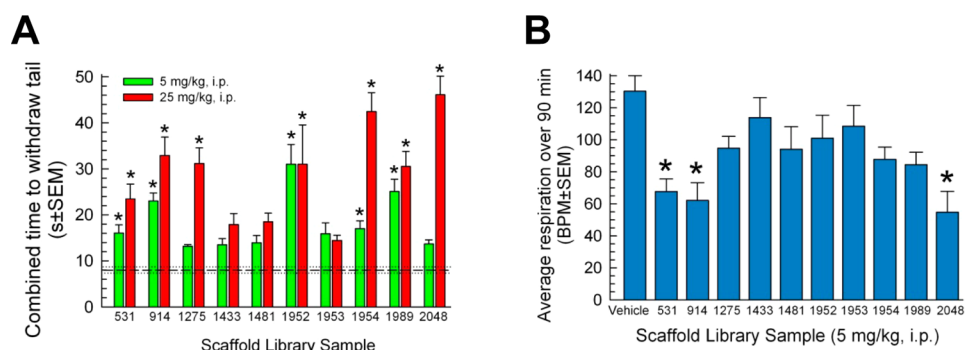 A
Combined time to withdraw tail
(s±SEM)
50
40
30
20
10
0
5 mg/kg, i.p.
25 mg/kg, i.p.
* * * * * * * * * * * *
531 914 1275 1433 1481 1952 1953 1954 1989 2048
Scaffold Library Sample
B
Average respiration over 90 min
(BPM±SEM)
140
120
100
80
60
40
20
0
* * *
Vehicle 531 914 1275 1433 1481 1952 1953 1954 1989 2048
Scaffold Library Sample (5 mg/kg, i.p.)